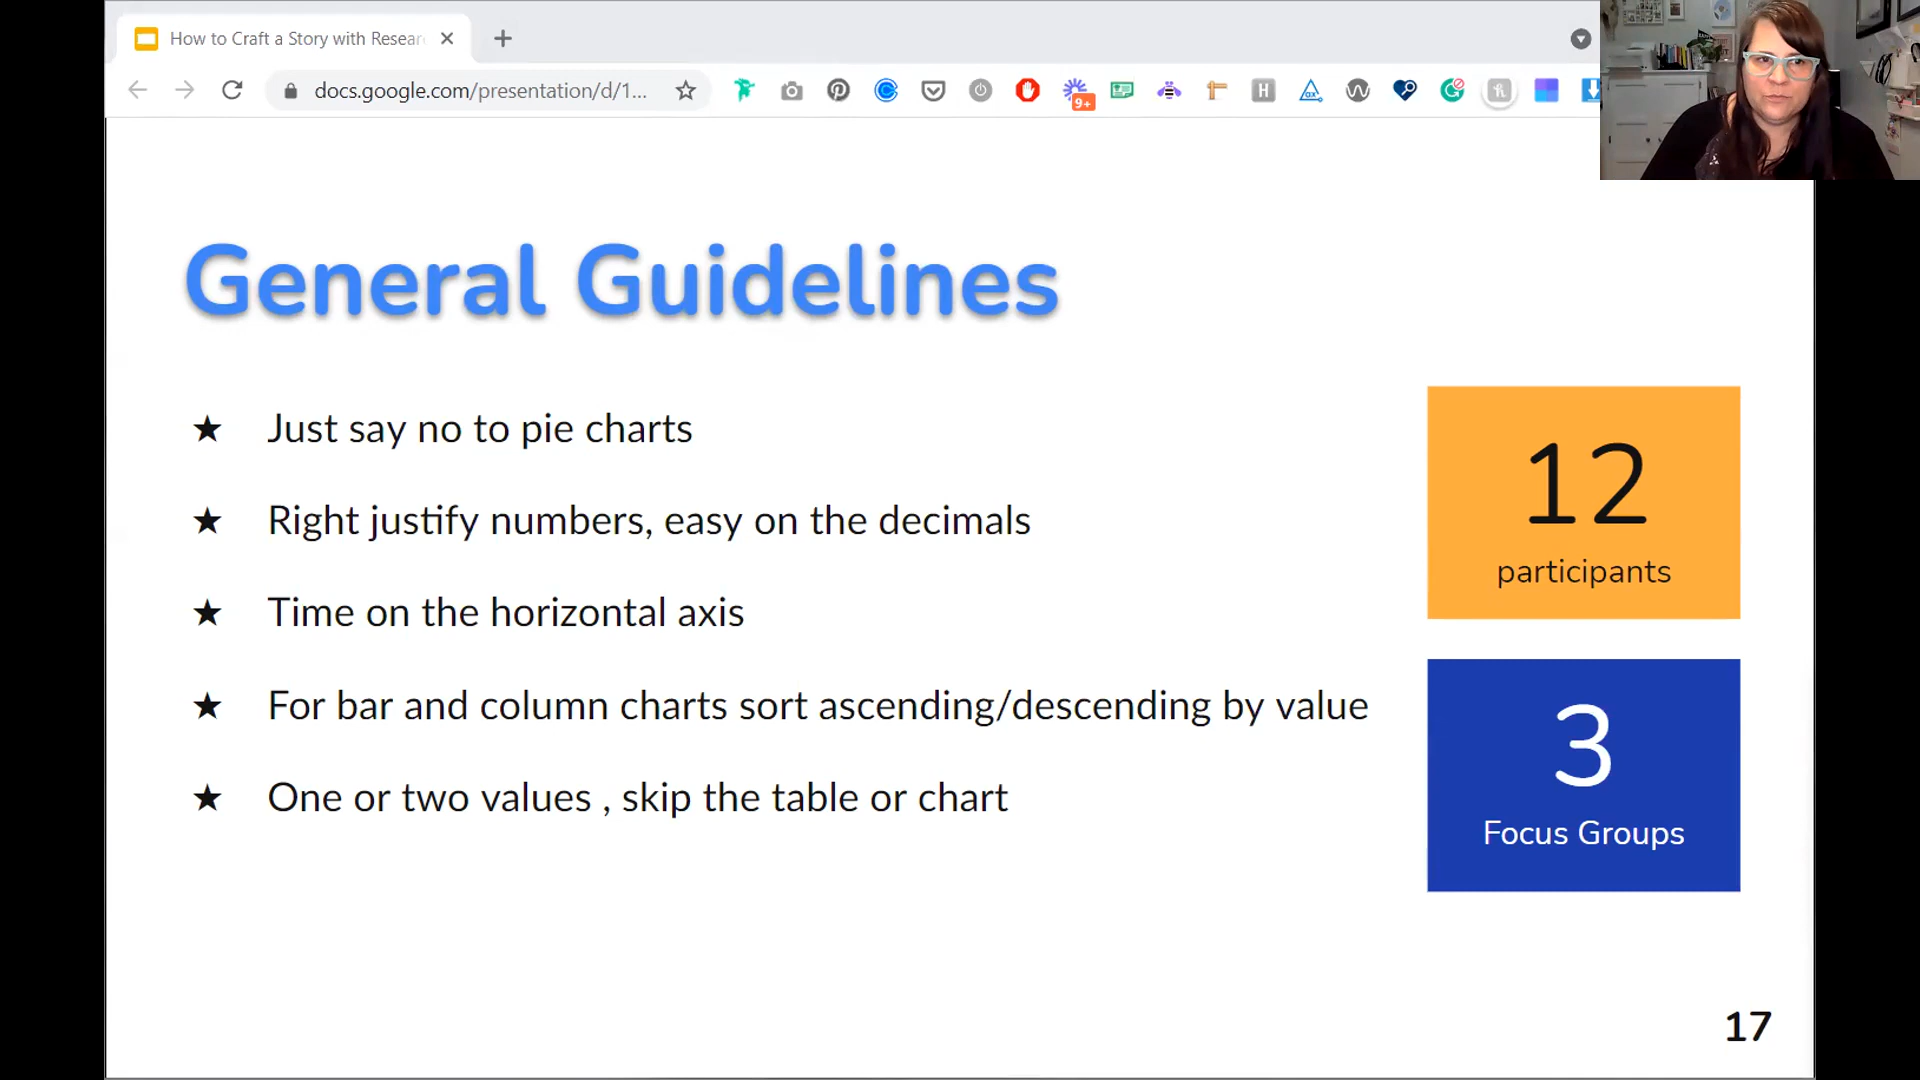 How to Craft a Story with Resear
docs.google.com/presentation/d/1...
9+
H
General Guidelines
★ Just say no to pie charts
★ Right justify numbers, easy on the decimals
★ Time on the horizontal axis
★ For bar and column charts sort ascending/descending by value
★ One or two values , skip the table or chart
12
participants
3
Focus Groups
17